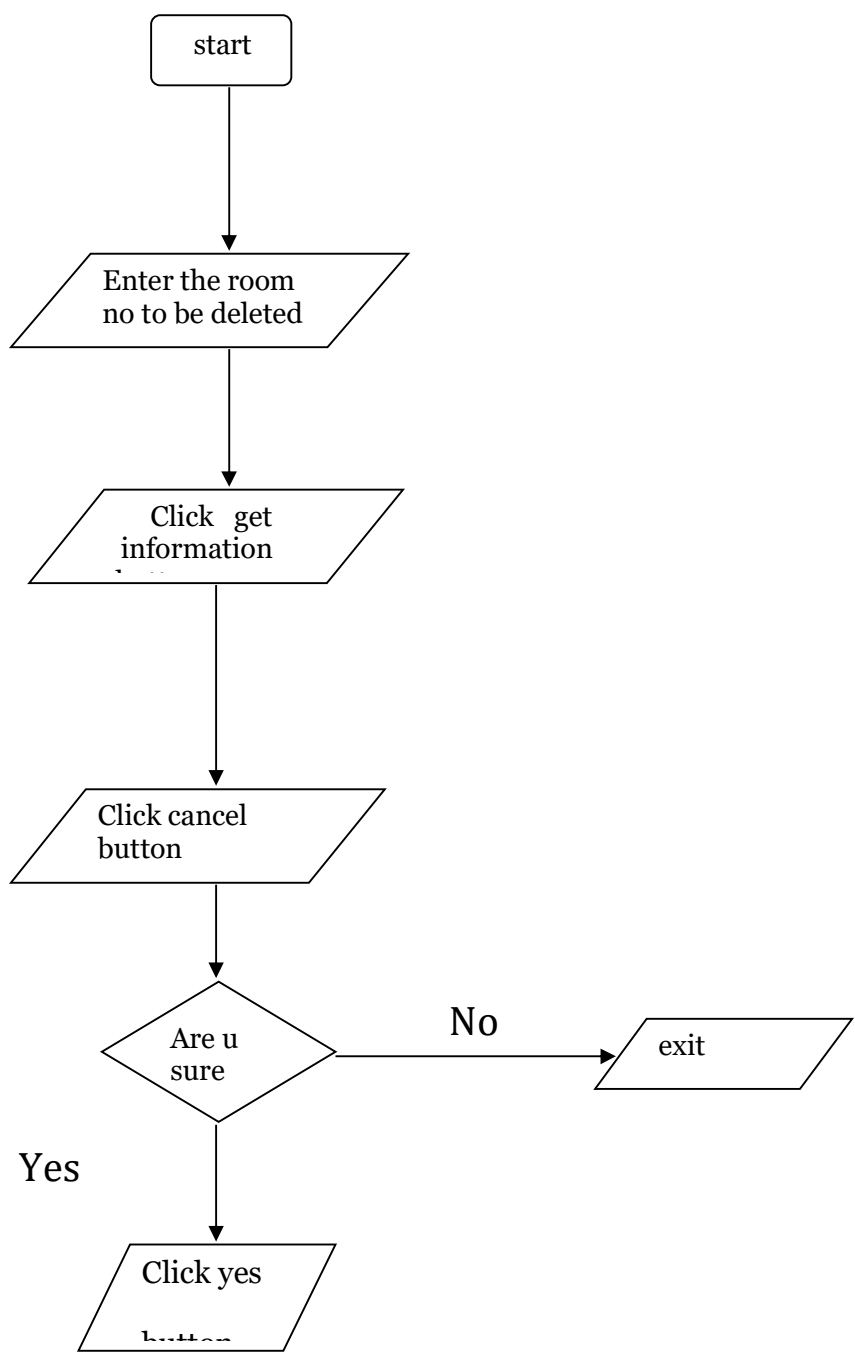 start
Enter the room
no to be deleted
Click get
information
Click cancel
button
Are u
sure
No
exit
Yes
Click yes
button